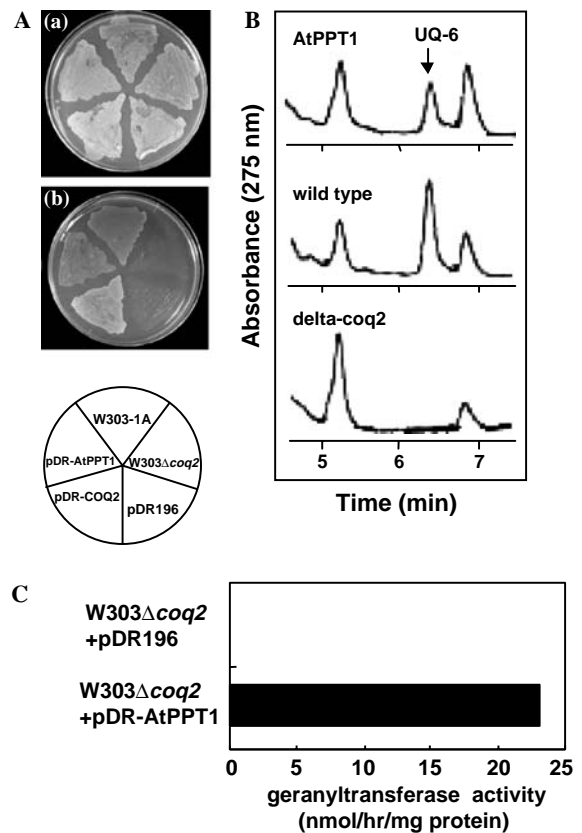 A
(a)
(b)
W303-1A
pDR-AtPPT1
W303Δcoq2
pDR-COQ2
pDR196
B
AtPPT1
UQ-6
wild type
delta-coq2
Absorbance (275 nm)
5 6 7
Time (min)
C
W303Δcoq2
+pDR196
W303Δcoq2
+pDR-AtPPT1
0 5 10 15 20 25
geranyltransferase activity
(nmol/hr/mg protein)